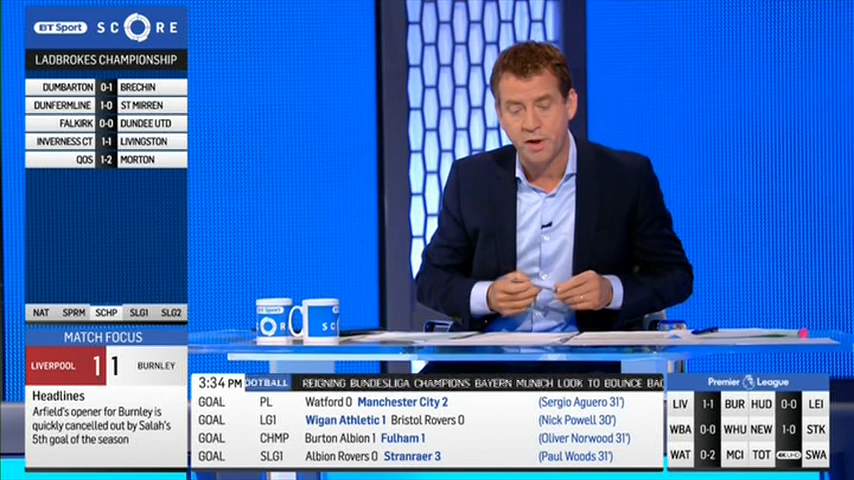 BT Sport SCORE
LADBROKES CHAMPIONSHIP
DUMBARTON 0-1 BRECHIN
DUNFERMLINE 1-0 ST MIRREN
FALKIRK 0-0 DUNDEE UTD
INVERNESS CT 1-1 LIVINGSTON
QOS 1-2 MORTON
NAT SPRM SCHP SLG1 SLG2
MATCH FOCUS
LIVERPOOL 1 1 BURNLEY
Headlines
Arfield's opener for Burnley is
quickly cancelled out by Salah's
5th goal of the season
BT Sport
SCORE
3:34 PM OOTBALL REIGNING BUNDESLIGA CHAMPIONS BAYERN MUNICH LOOK TO BOUNCE BAC
GOAL PL Watford 0 Manchester City 2 (Sergio Aguero 31')
GOAL LG1 Wigan Athletic 1 Bristol Rovers 0 (Nick Powell 30')
GOAL CHMP Burton Albion 1 Fulham 1 (Oliver Norwood 31')
GOAL SLG1 Albion Rovers 0 Stranraer 3 (Paul Woods 31')
Premier League
LIV 1-1 BUR HUD 0-0 LEI
WBA 0-0 WHU NEW 1-0 STK
WAT 0-2 MCI TOT 4K UHD SWA